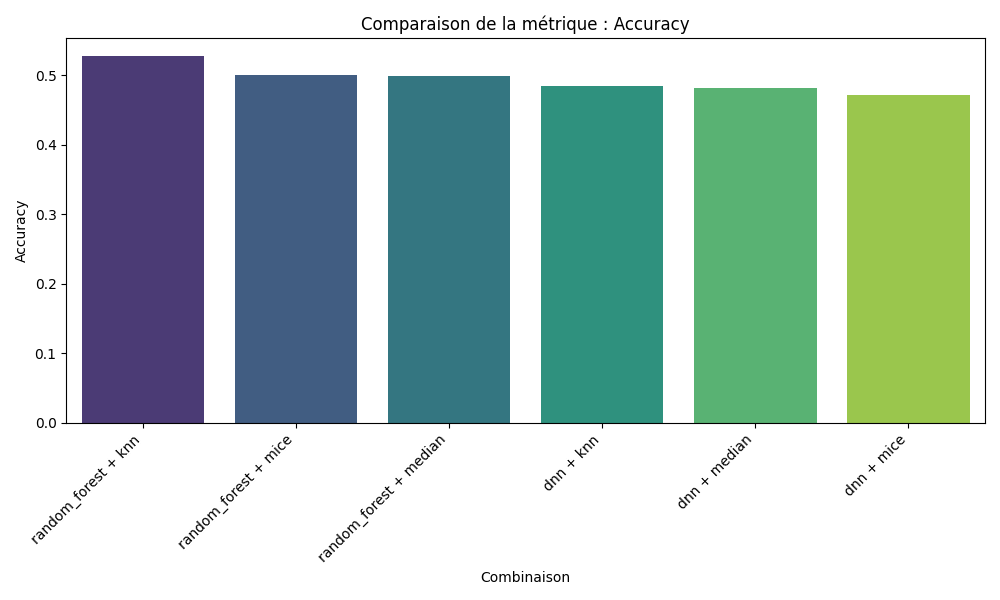 Comparaison de la métrique : Accuracy
Accuracy
0.5
0.4
0.3
0.2
0.1
0.0
random_forest + knn
random_forest + mice
random_forest + median
dnn + knn
dnn + median
dnn + mice
Combinaison